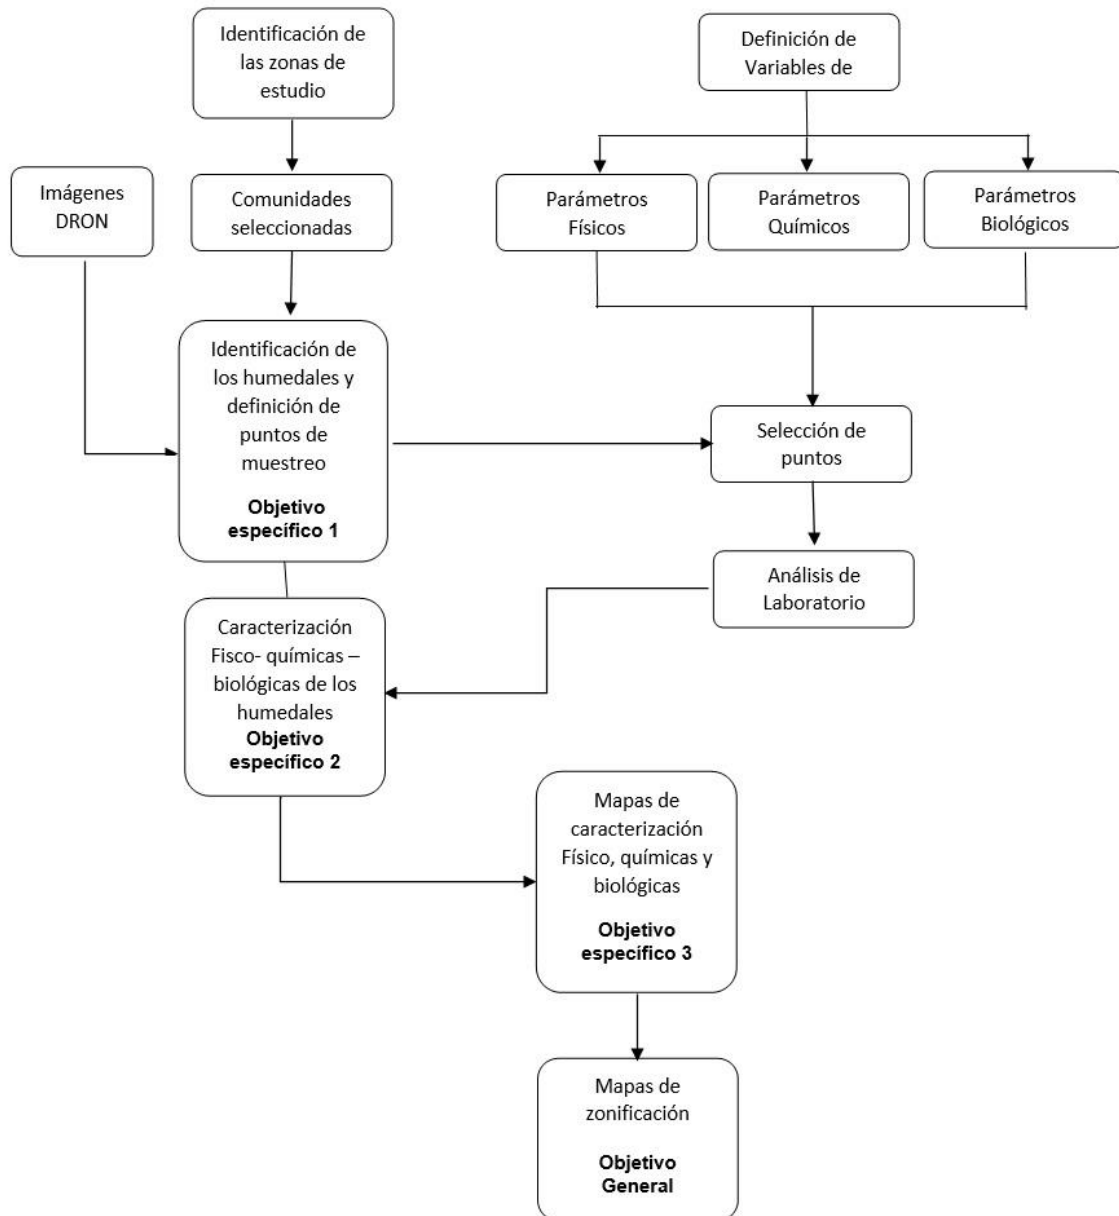 Identificación de
las zonas de
estudio
Definición de
Variables de
Imágenes
DRON
Comunidades
seleccionadas
Parámetros
Físicos
Parámetros
Químicos
Parámetros
Biológicos
Identificación de
los humedales y
definición de
puntos de
muestreo
Objetivo
específico 1
Selección de
puntos
Análisis de
Laboratorio
Caracterización
Fisco- químicas –
biológicas de los
humedales
Objetivo
específico 2
Mapas de
caracterización
Físico, químicas y
biológicas
Objetivo
específico 3
Mapas de
zonificación
Objetivo
General